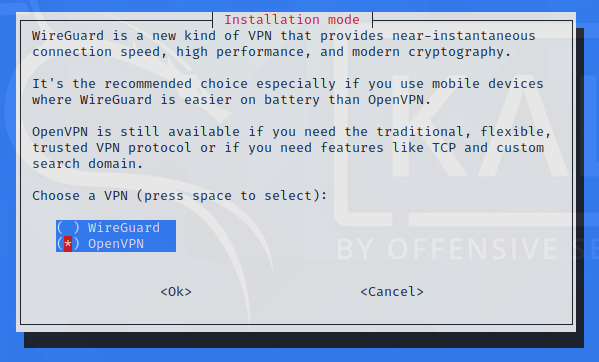 Installation mode
WireGuard is a new kind of VPN that provides near-instantaneous
connection speed, high performance, and modern cryptography.
It's the recommended choice especially if you use mobile devices
where WireGuard is easier on battery than OpenVPN.
OpenVPN is still available if you need the traditional, flexible,
trusted VPN protocol or if you need features like TCP and custom
search domain.
Choose a VPN (press space to select):
( ) WireGuard
(*) OpenVPN
<Ok> <Cancel>
KAL
BY OFFENSIVE SE